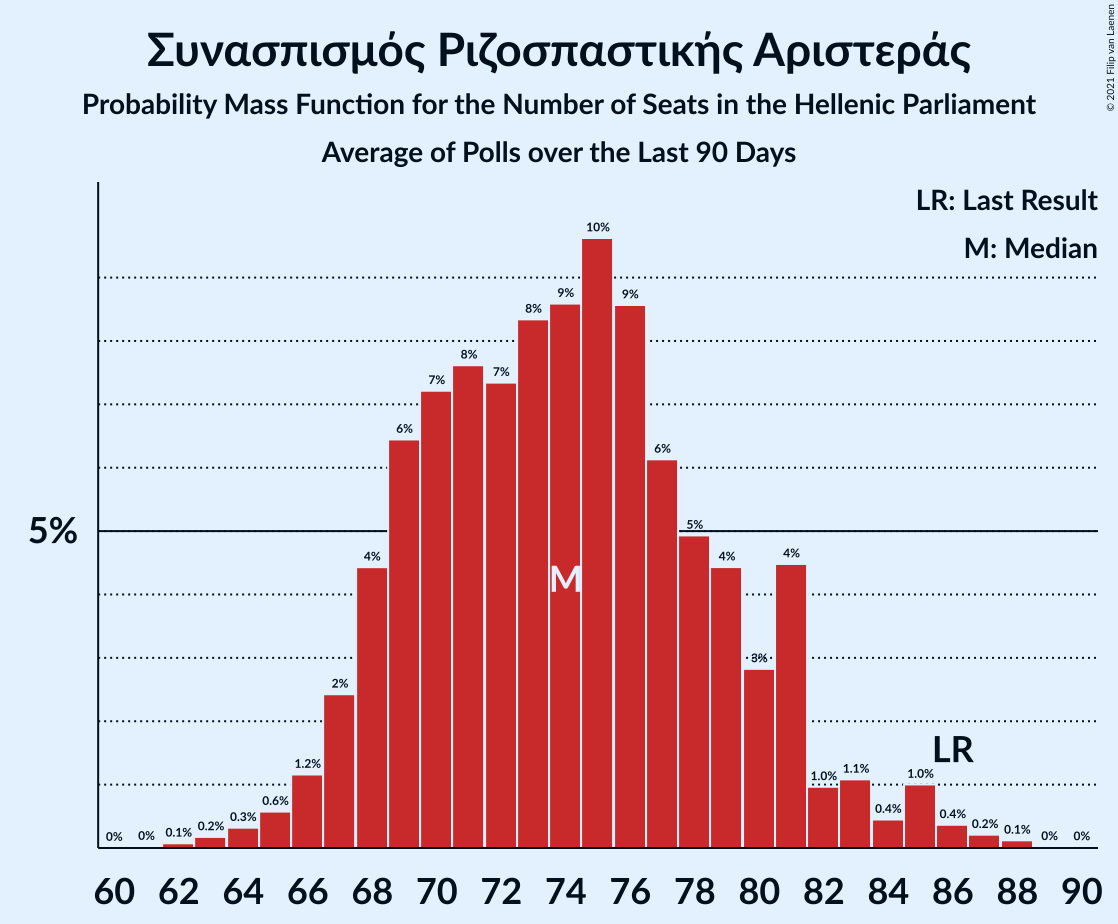 Συνασπισμός Ριζοσπαστικής Αριστεράς
Probability Mass Function for the Number of Seats in the Hellenic Parliament
Average of Polls over the Last 90 Days
© 2021 Filip van Laenen
LR: Last Result
M: Median
5%
0% 0% 0.1% 0.2% 0.3% 0.6% 1.2% 2% 4% 6% 7% 8% 7% 8% 9% 10% 9% 6% 5% 4% 3% 4% 1.0% 1.1% 0.4% 1.0% 0.4% 0.2% 0.1% 0% 0%
M
LR
60 62 64 66 68 70 72 74 76 78 80 82 84 86 88 90